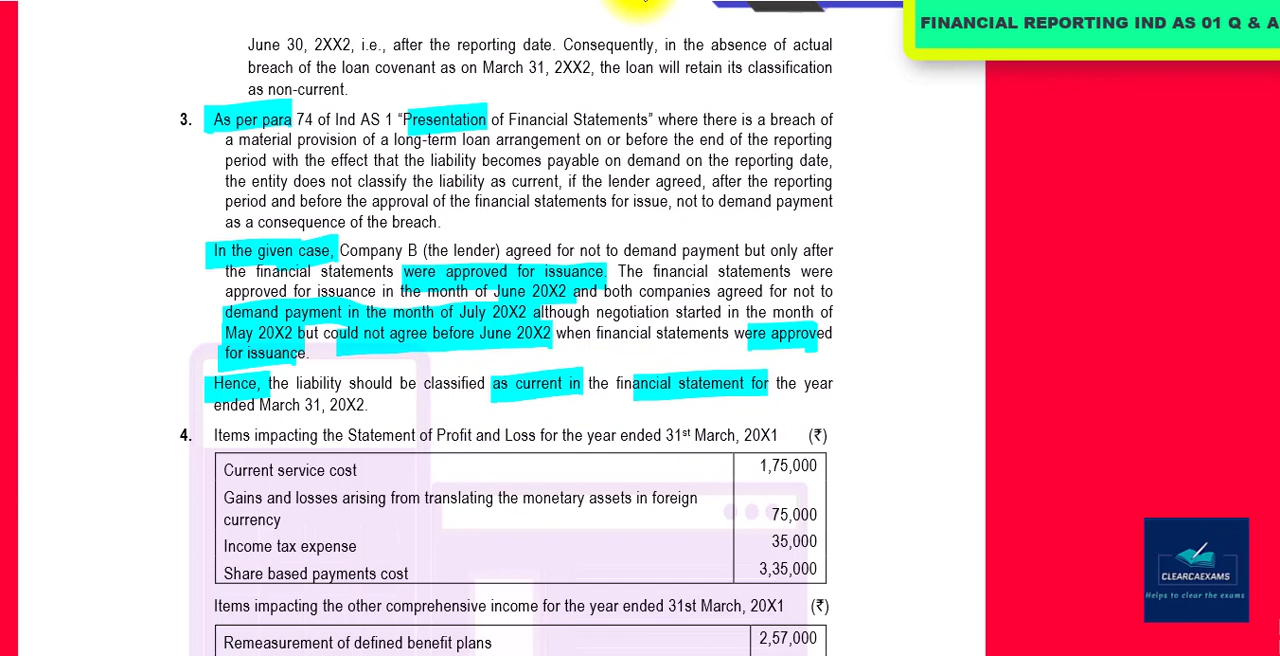 FINANCIAL REPORTING IND AS 01 Q & A
June 30, 2XX2, i.e., after the reporting date. Consequently, in the absence of actual
breach of the loan covenant as on March 31, 2XX2, the loan will retain its classification
as non-current.
3. As per para 74 of Ind AS 1 “Presentation of Financial Statements” where there is a breach of
a material provision of a long-term loan arrangement on or before the end of the reporting
period with the effect that the liability becomes payable on demand on the reporting date,
the entity does not classify the liability as current, if the lender agreed, after the reporting
period and before the approval of the financial statements for issue, not to demand payment
as a consequence of the breach.
In the given case, Company B (the lender) agreed for not to demand payment but only after
the financial statements were approved for issuance. The financial statements were
approved for issuance in the month of June 20X2 and both companies agreed for not to
demand payment in the month of July 20X2 although negotiation started in the month of
May 20X2 but could not agree before June 20X2 when financial statements were approved
for issuance.
Hence, the liability should be classified as current in the financial statement for the year
ended March 31, 20X2.
4. Items impacting the Statement of Profit and Loss for the year ended 31st March, 20X1 (₹)
Current service cost 1,75,000
Gains and losses arising from translating the monetary assets in foreign
currency 75,000
Income tax expense 35,000
Share based payments cost 3,35,000
Items impacting the other comprehensive income for the year ended 31st March, 20X1 (₹)
Remeasurement of defined benefit plans 2,57,000
CLEARCAEXAMS
Helps to clear the exams